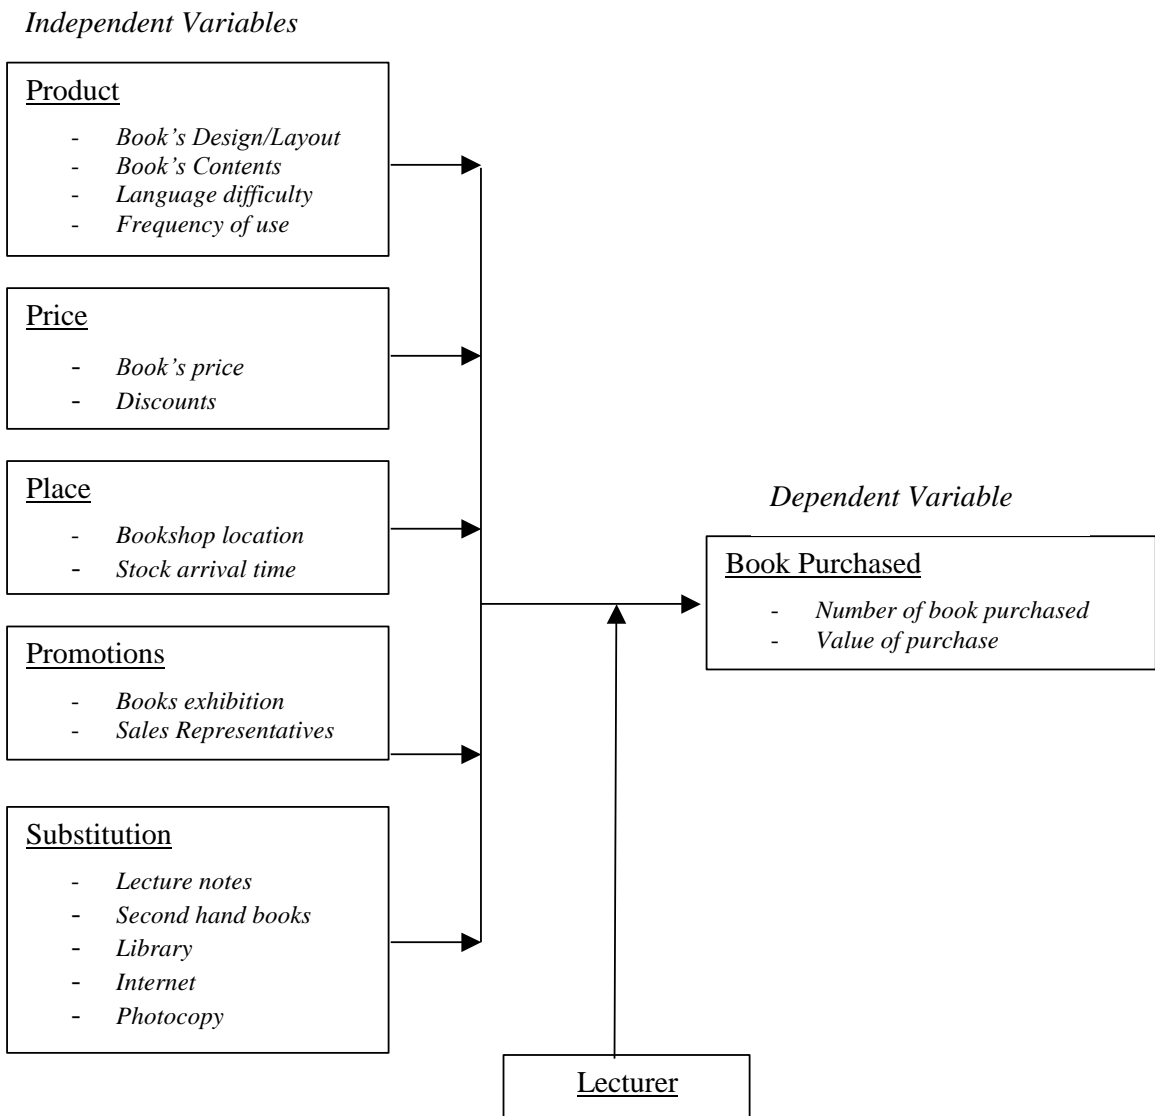 Independent Variables
Product
- Book’s Design/Layout
- Book’s Contents
- Language difficulty
- Frequency of use
Price
- Book’s price
- Discounts
Place
- Bookshop location
- Stock arrival time
Promotions
- Books exhibition
- Sales Representatives
Substitution
- Lecture notes
- Second hand books
- Library
- Internet
- Photocopy
Dependent Variable
Book Purchased
- Number of book purchased
- Value of purchase
Lecturer